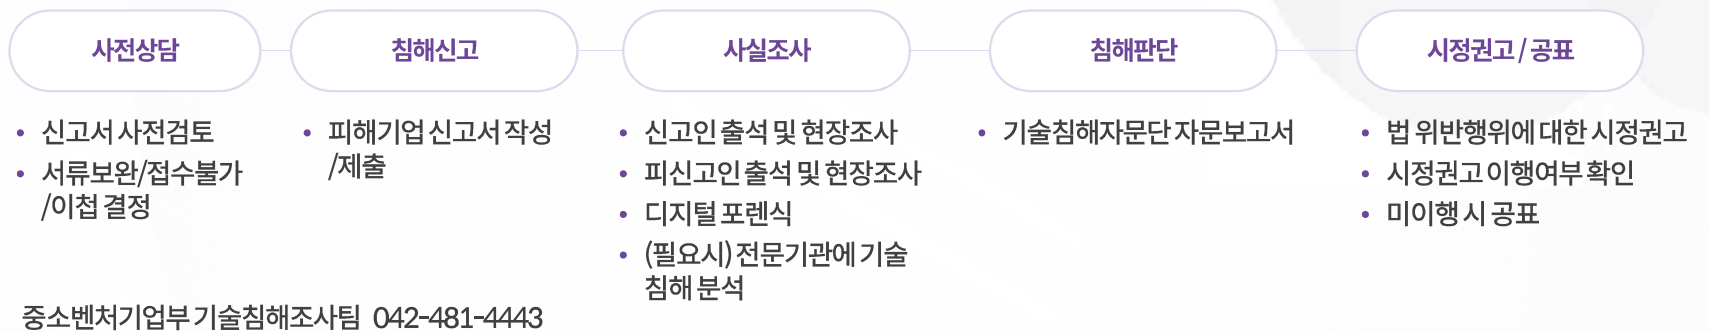 사전상담
• 신고서 사전검토
• 서류보완/접수불가
/이첩 결정
침해신고
• 피해기업 신고서 작성
/제출
사실조사
• 신고인 출석 및 현장조사
• 피신고인 출석 및 현장조사
• 디지털 포렌식
• (필요시) 전문기관에 기술
침해 분석
침해판단
• 기술침해자문단 자문보고서
시정권고 / 공표
• 법 위반행위에 대한 시정권고
• 시정권고 이행여부 확인
• 미이행 시 공표
중소벤처기업부 기술침해조사팀 042-481-4443